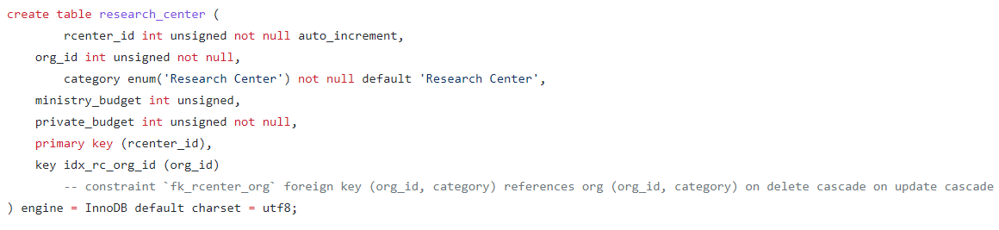 create table research_center (
        rcenter_id int unsigned not null auto_increment,
    org_id int unsigned not null,
        category enum('Research Center') not null default 'Research Center',
    ministry_budget int unsigned,
    private_budget int unsigned not null,
    primary key (rcenter_id),
    key idx_rc_org_id (org_id)
        -- constraint `fk_rcenter_org` foreign key (org_id, category) references org (org_id, category) on delete cascade on update cascade
) engine = InnoDB default charset = utf8;